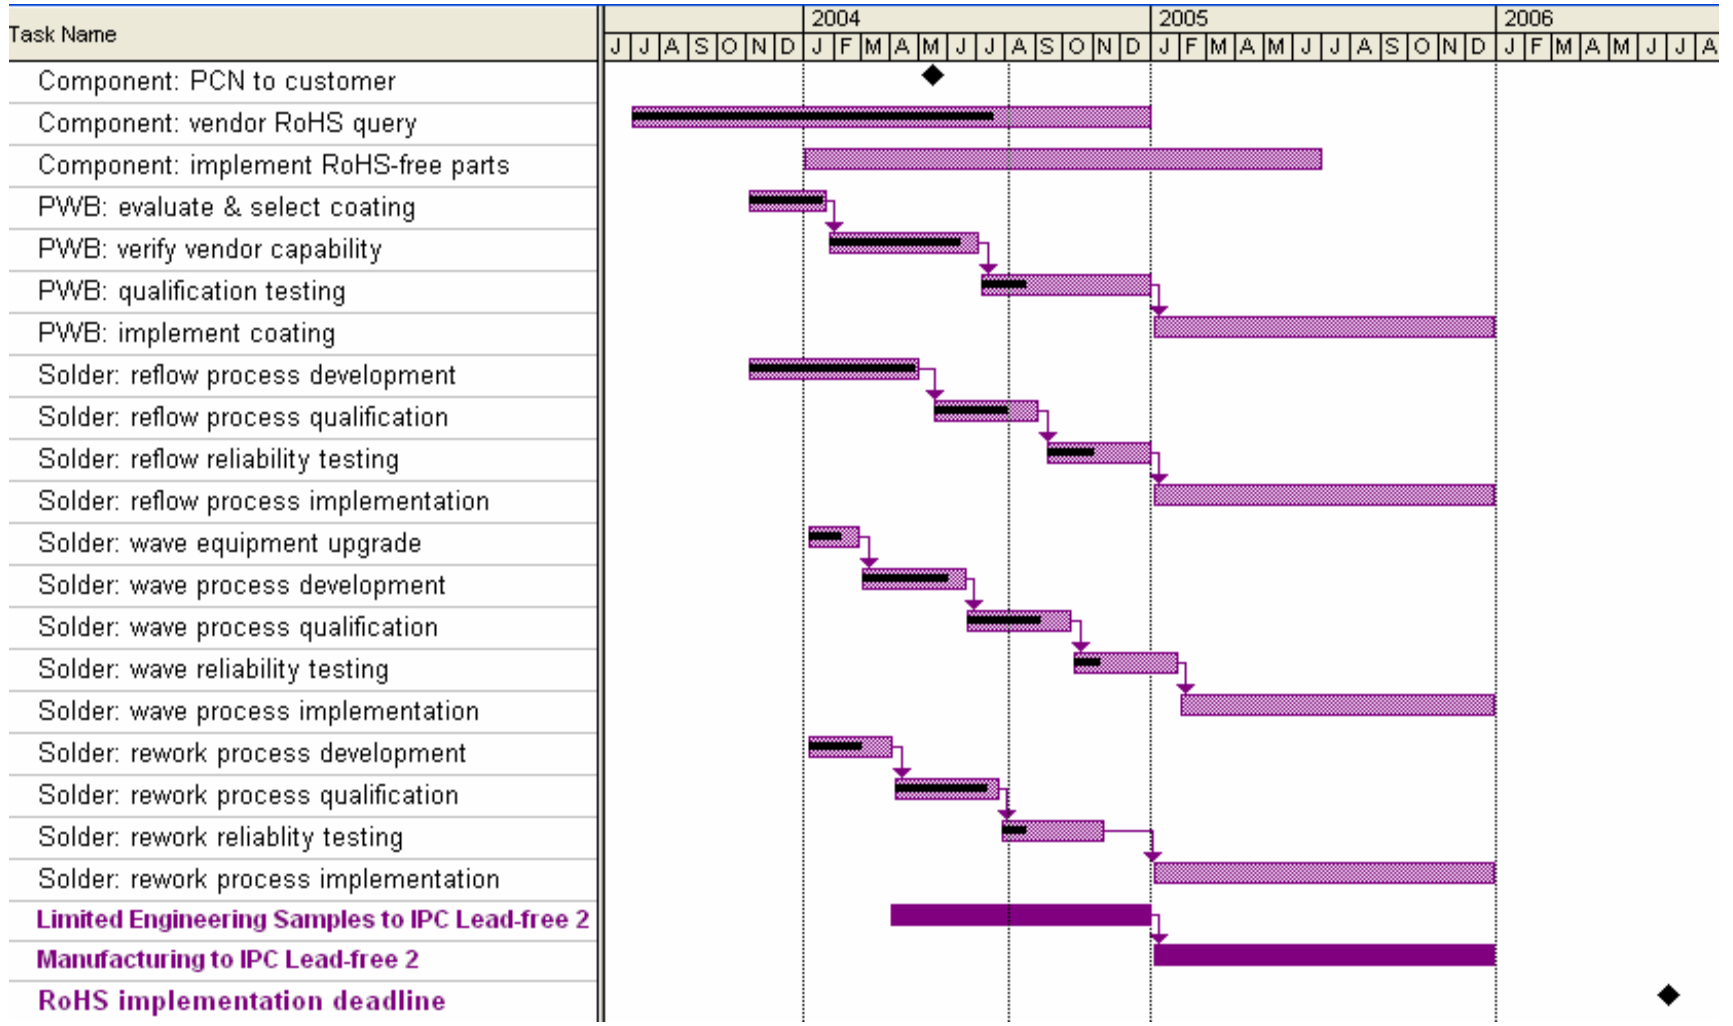 Task Name
2004 2005 2006
J J A S O N D J F M A M J J A S O N D J F M A M J J A S O N D J F M A M J J A
Component: PCN to customer
Component: vendor RoHS query
Component: implement RoHS-free parts
PWB: evaluate & select coating
PWB: verify vendor capability
PWB: qualification testing
PWB: implement coating
Solder: reflow process development
Solder: reflow process qualification
Solder: reflow reliability testing
Solder: reflow process implementation
Solder: wave equipment upgrade
Solder: wave process development
Solder: wave process qualification
Solder: wave reliability testing
Solder: wave process implementation
Solder: rework process development
Solder: rework process qualification
Solder: rework reliablity testing
Solder: rework process implementation
Limited Engineering Samples to IPC Lead-free 2
Manufacturing to IPC Lead-free 2
RoHS implementation deadline